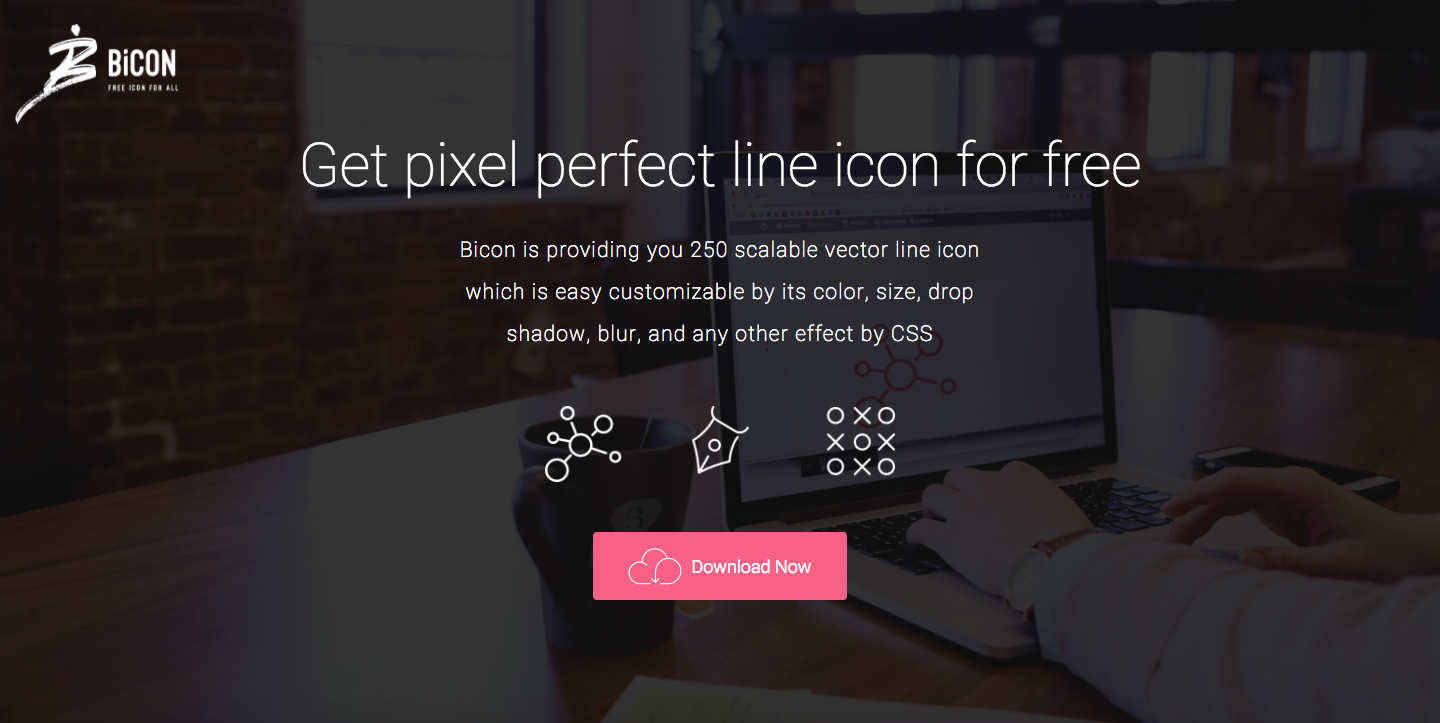 BiCON
FREE ICON FOR ALL
Get pixel perfect line icon for free
Bicon is providing you 250 scalable vector line icon
which is easy customizable by its color, size, drop
shadow, blur, and any other effect by CSS
Download Now